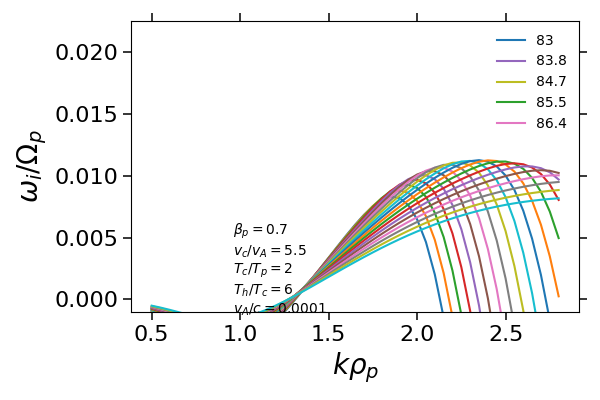 0.020
0.015
0.010
0.005
0.000
ω_i/Ω_p
83
83.8
84.7
85.5
86.4
β_p = 0.7
v_c/v_A = 5.5
T_c/T_p = 2
T_h/T_c = 6
v_A/c = 0.0001
0.5 1.0 1.5 2.0 2.5
kρ_p